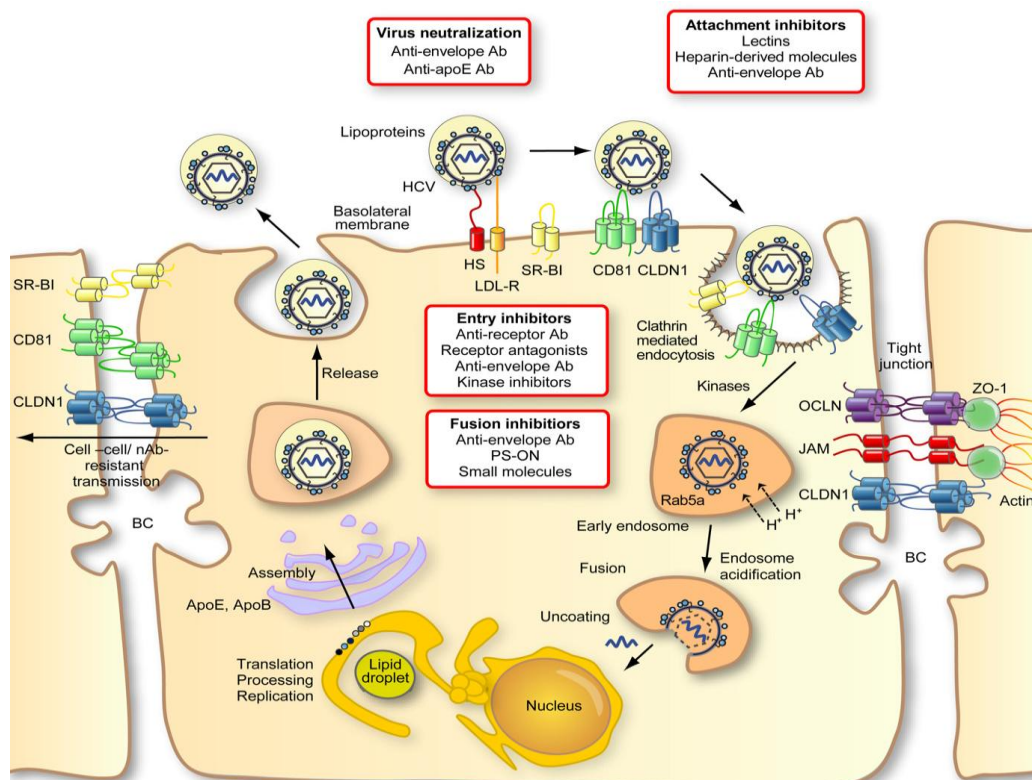 Virus neutralization
Anti-envelope Ab
Anti-apoE Ab
Attachment inhibitors
Lectins
Heparin-derived molecules
Anti-envelope Ab
Lipoproteins
HCV
Basolateral
membrane
HS
LDL-R
SR-BI
CD81
CLDN1
SR-BI
CD81
CLDN1
Cell –cell/ nAb-
resistant
transmission
BC
Release
Entry inhibitors
Anti-receptor Ab
Receptor antagonists
Anti-envelope Ab
Kinase inhibitors
Fusion inhibitiors
Anti-envelope Ab
PS-ON
Small molecules
Clathrin
mediated
endocytosis
Kinases
Tight
junction
ZO-1
OCLN
JAM
CLDN1
Actin
BC
Rab5a
H+
H+
Early endosome
Endosome
acidification
Fusion
Uncoating
Assembly
ApoE, ApoB
Translation
Processing
Replication
Lipid
droplet
Nucleus